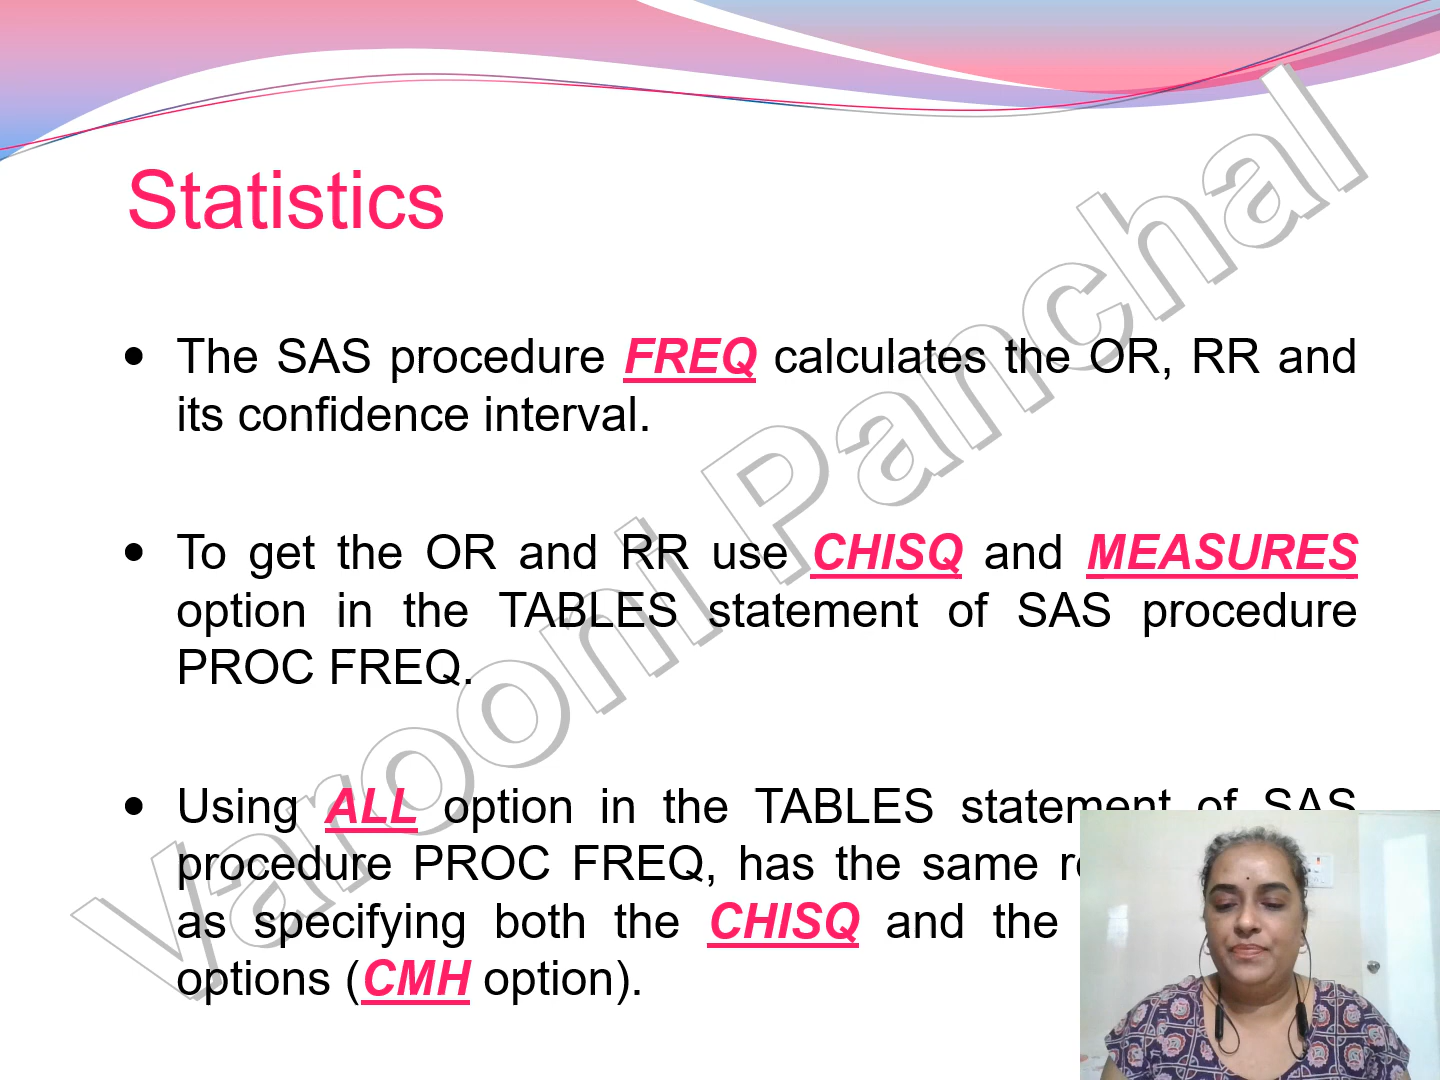 Statistics
• The SAS procedure FREQ calculates the OR, RR and
its confidence interval.
• To get the OR and RR use CHISQ and MEASURES
option in the TABLES statement of SAS procedure
PROC FREQ.
• Using ALL option in the TABLES statement of SAS
procedure PROC FREQ, has the same
as specifying both the CHISQ and the
options (CMH option).
Varooni Panchal